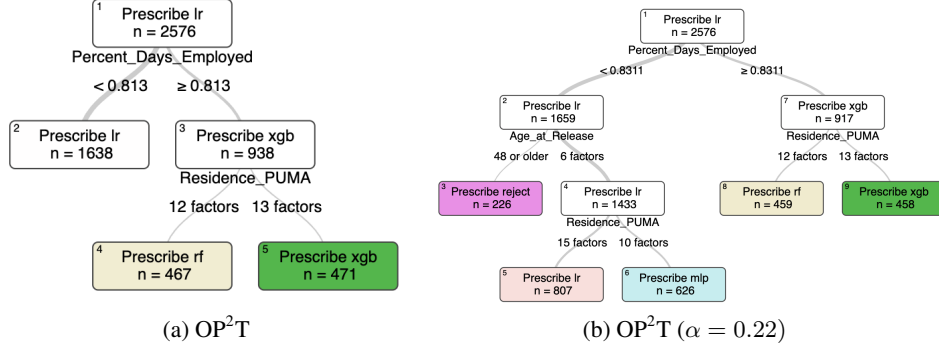 1 Prescribe lr
n = 2576
Percent_Days_Employed
< 0.813 ≥ 0.813
2 Prescribe lr
n = 1638
3 Prescribe xgb
n = 938
Residence_PUMA
12 factors 13 factors
4 Prescribe rf
n = 467
5 Prescribe xgb
n = 471
(a) OP²T
1 Prescribe lr
n = 2576
Percent_Days_Employed
< 0.8311 ≥ 0.8311
2 Prescribe lr
n = 1659
Age_at_Release
7 Prescribe xgb
n = 917
Residence_PUMA
48 or older 6 factors
12 factors 13 factors
3 Prescribe reject
n = 226
4 Prescribe lr
n = 1433
Residence_PUMA
8 Prescribe rf
n = 459
9 Prescribe xgb
n = 458
15 factors 10 factors
5 Prescribe lr
n = 807
6 Prescribe mlp
n = 626
(b) OP²T (α = 0.22)